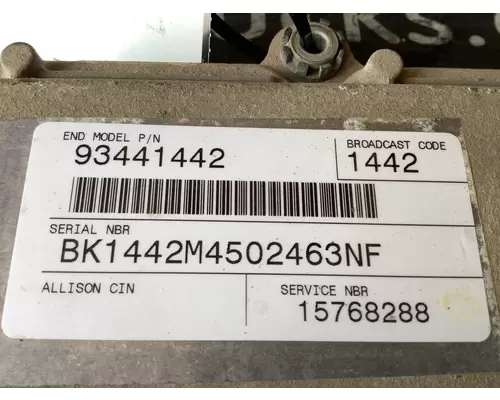 END MODEL P/N
93441442
BROADCAST CODE
1442
SERIAL NBR
BK1442M4502463NF
ALLISON CIN
SERVICE NBR
15768288